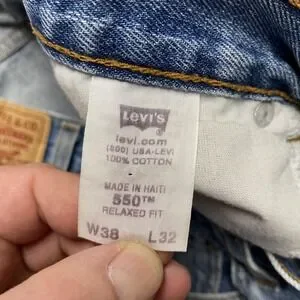 Levi's
levi.com
(800) USA-LEVI
100% COTTON
MADE IN HAITI
550™
RELAXED FIT
W38 L32